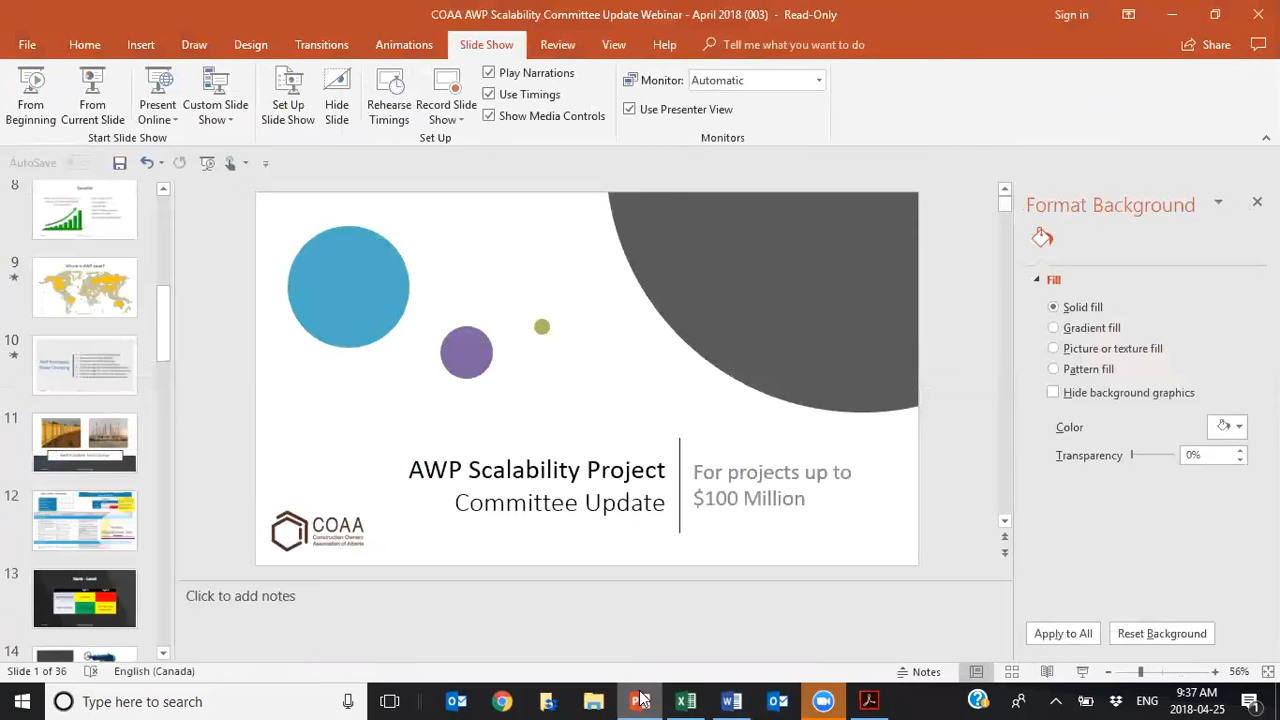 COAA AWP Scalability Committee Update Webinar - April 2018 (003) - Read-Only
Sign in
File Home Insert Draw Design Transitions Animations Slide Show Review View Help Tell me what you want to do Share
From Beginning
From Current Slide
Present Online
Custom Slide Show
Start Slide Show
Set Up Slide Show
Hide Slide
Rehearse Timings
Record Slide Show
Play Narrations
Use Timings
Show Media Controls
Set Up
Monitor: Automatic
Use Presenter View
Monitors
AutoSave
8
9
10
11
12
13
14
AWP Scalability Project
Committee Update
For projects up to
$100 Million
COAA
Construction Owners
Association of Alberta
Click to add notes
Format Background
Fill
Solid fill
Gradient fill
Picture or texture fill
Pattern fill
Hide background graphics
Color
Transparency 0%
Apply to All Reset Background
Slide 1 of 36 English (Canada) Notes 56%
Type here to search
ENG
9:37 AM
2018-04-25
1